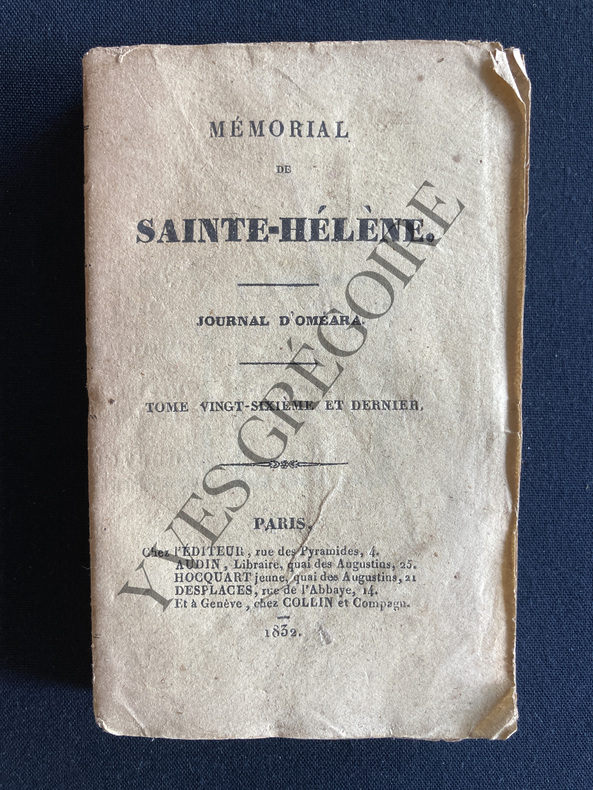 MÉMORIAL
DE
SAINTE-HÉLÈNE.
JOURNAL D'OMÉARA.
TOME VINGT-SIXIÈME ET DERNIER.
PARIS.
Chez l'ÉDITEUR, rue des Pyramides, 4.
AUDIN, Libraire, quai des Augustins, 25.
HOCQUART jeune, quai des Augustins, 21
DESPLACES, rue de l'Abbaye, 14.
Et à Genève, chez COLLIN et Compagn.
1832.
YVES GRÉGOIRE